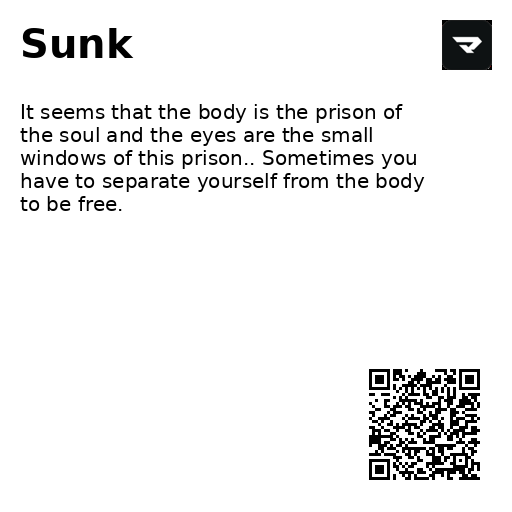 Sunk
It seems that the body is the prison of
the soul and the eyes are the small
windows of this prison.. Sometimes you
have to separate yourself from the body
to be free.